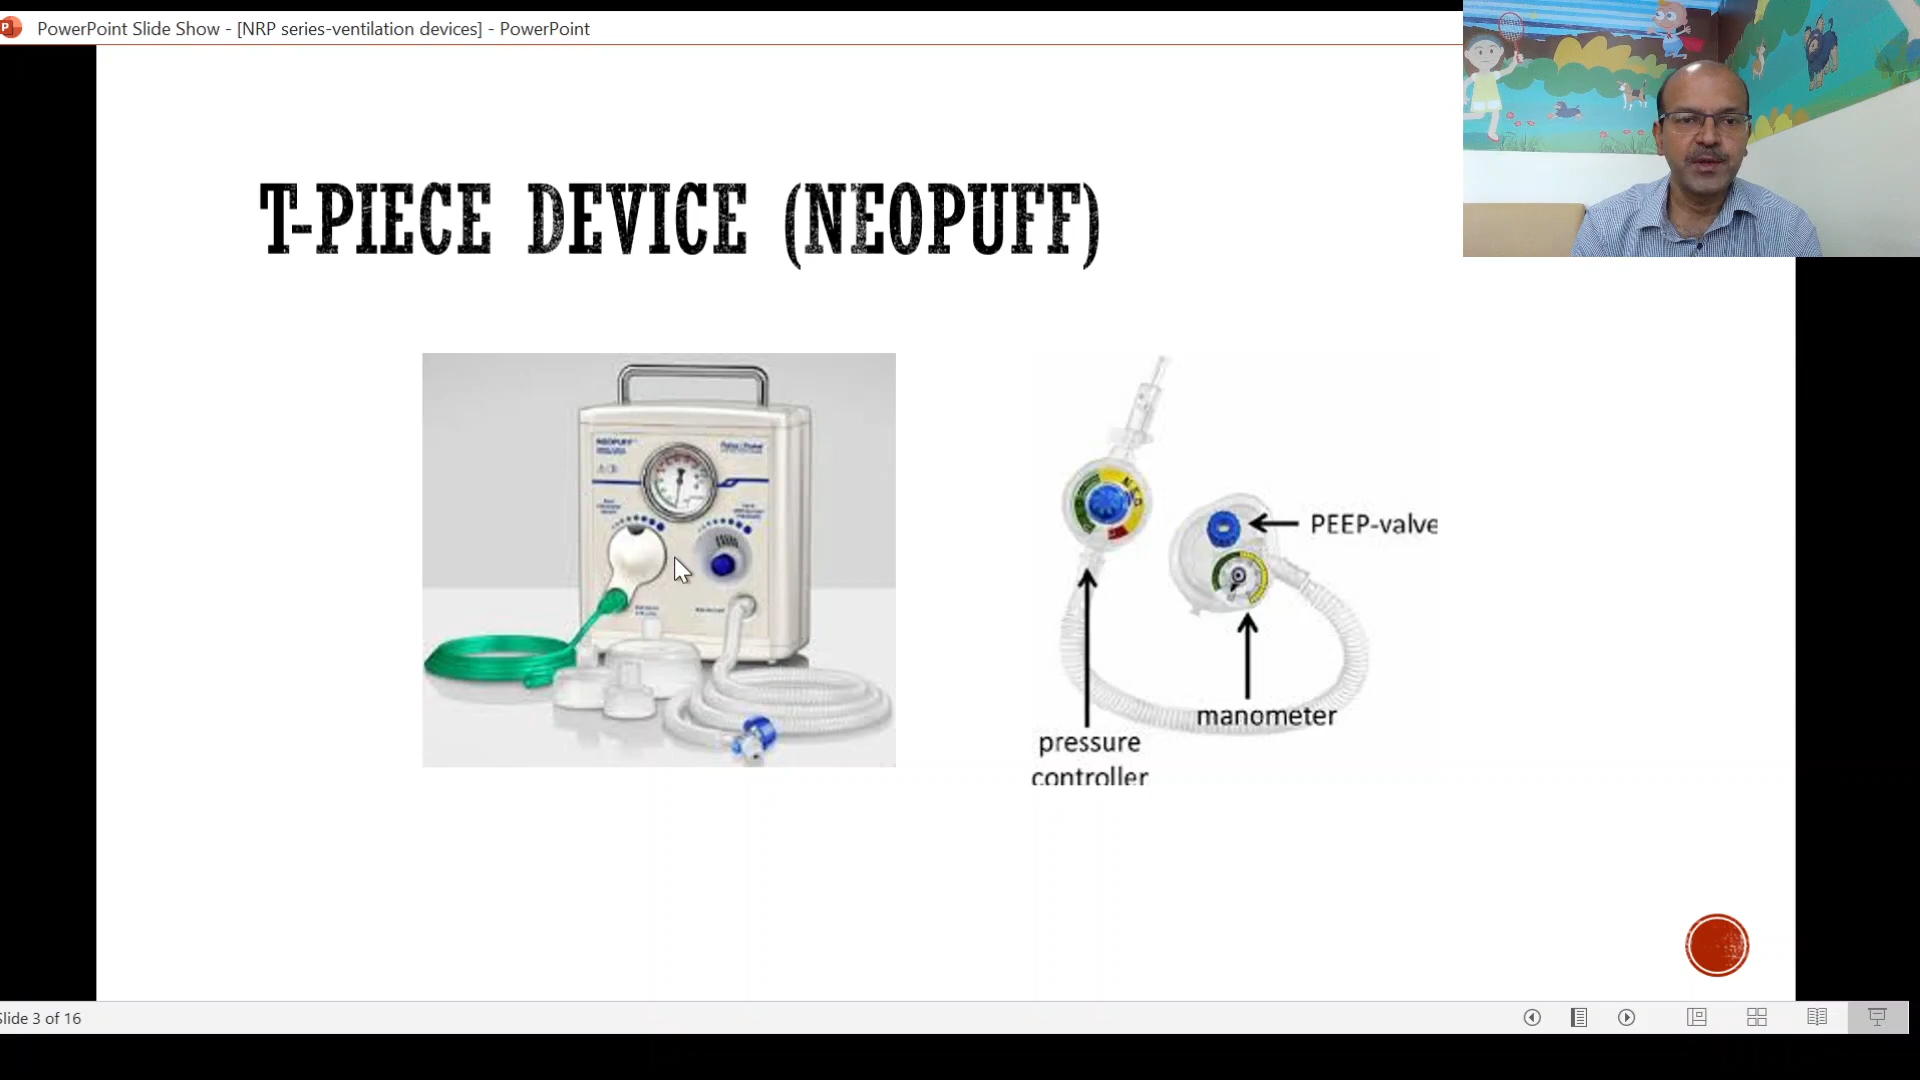 PowerPoint Slide Show - [NRP series-ventilation devices] - PowerPoint
T-PIECE DEVICE (NEOPUFF)
NEOPUFF
PEEP-valve
manometer
pressure
controller
Slide 3 of 16